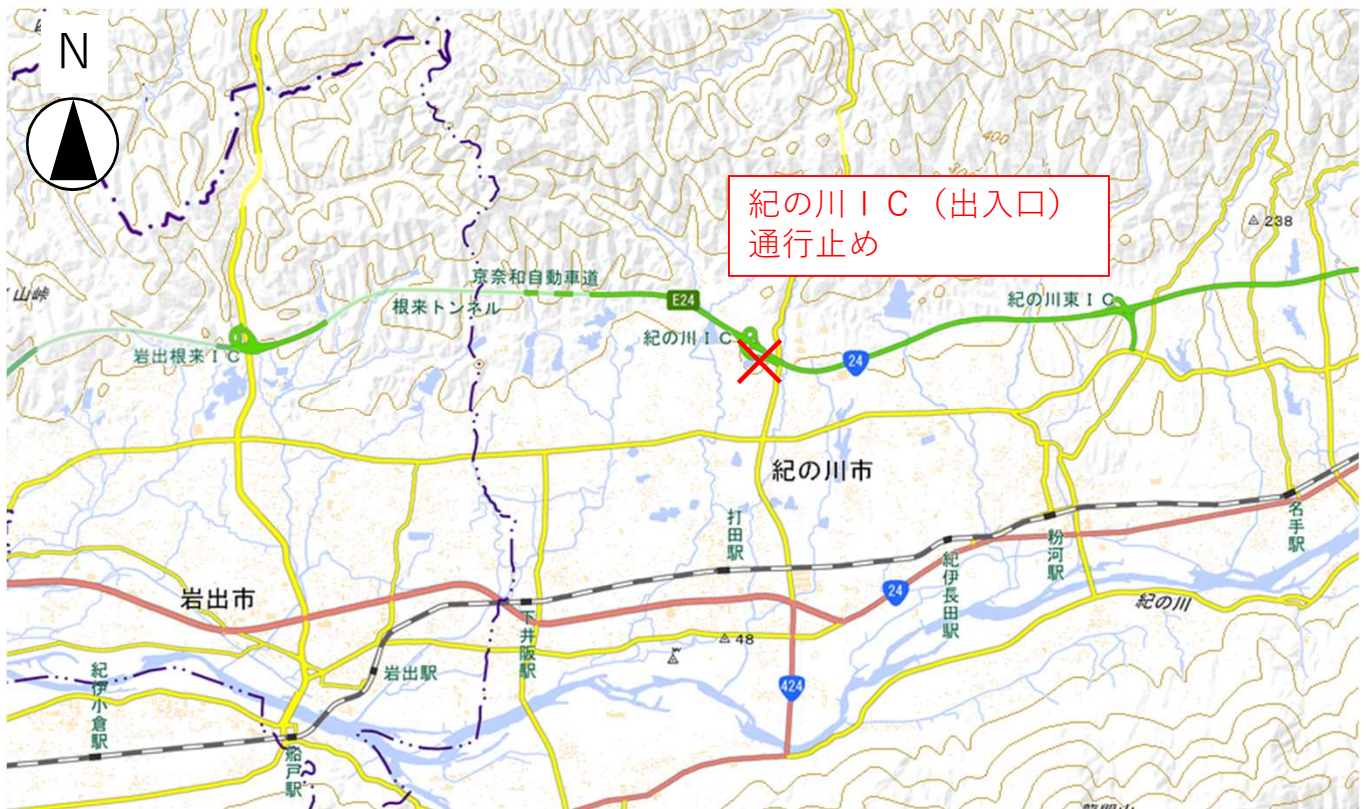 N
400
紀の川ＩＣ（出入口）
通行止め
238
山峠
京奈和自動車道
根来トンネル
E24
紀の川東ＩＣ
岩出根来ＩＣ
紀の川ＩＣ
24
紀の川市
打田駅
名手駅
粉河駅
紀伊長田駅
24
岩出市
紀の川
下井阪駅
48
岩出駅
紀伊小倉駅
424
船戸駅